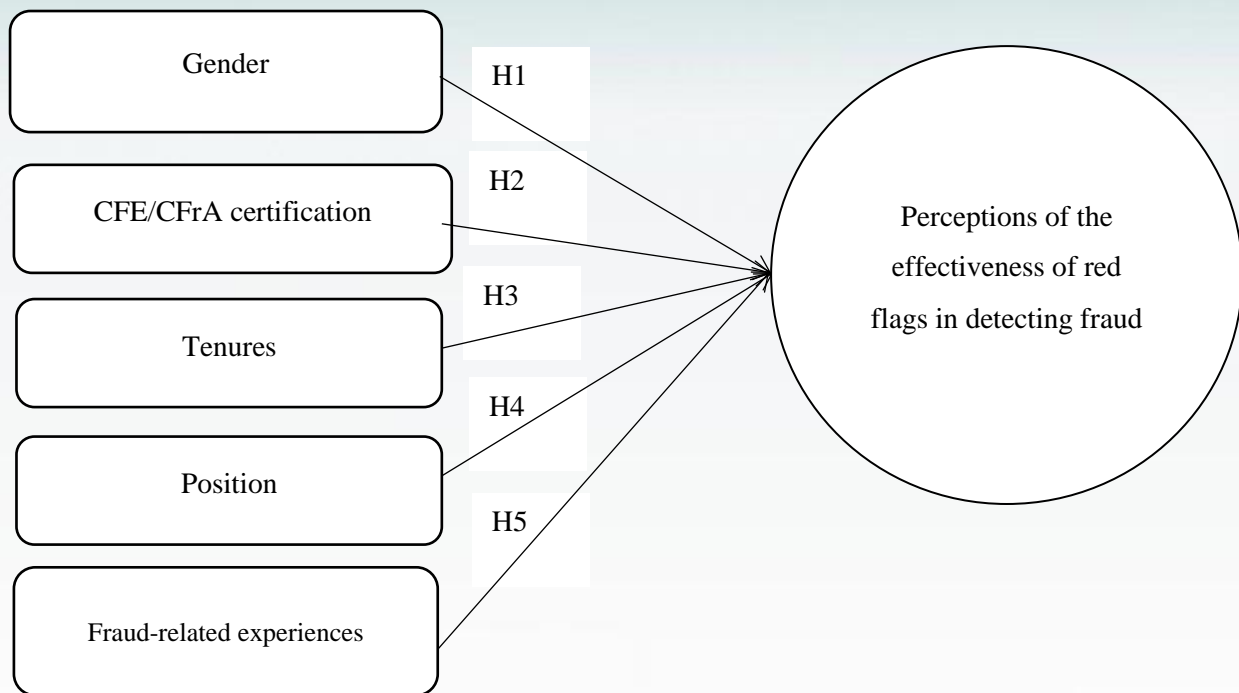 Gender
H1
CFE/CFrA certification
H2
Tenures
H3
Position
H4
Fraud-related experiences
H5
Perceptions of the
effectiveness of red
flags in detecting fraud